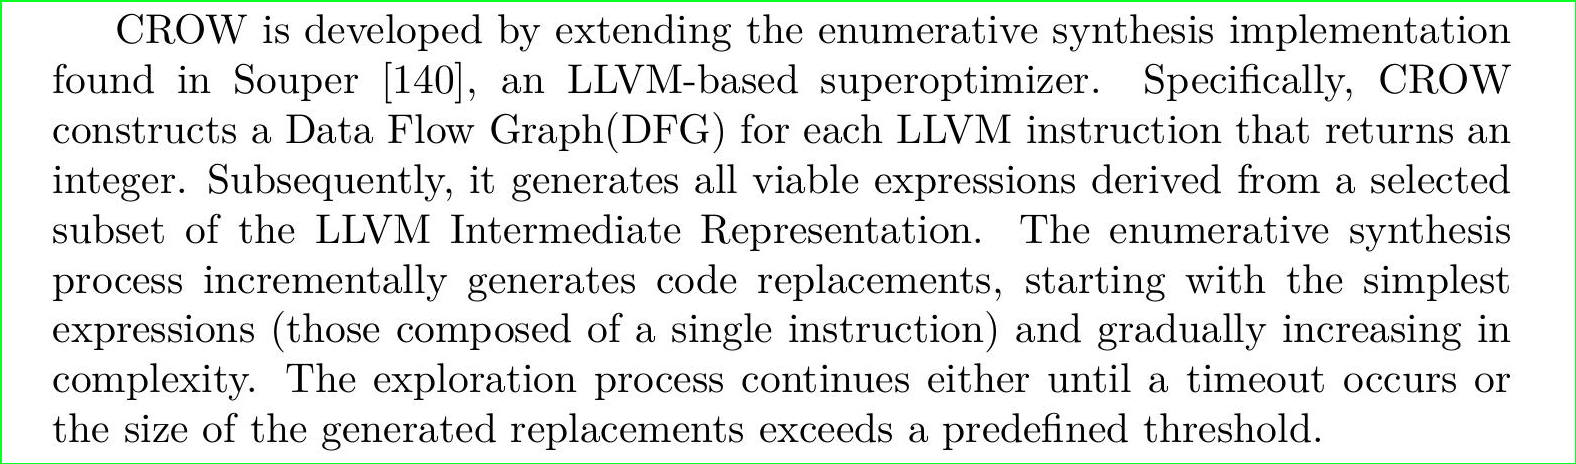 CROW is developed by extending the enumerative synthesis implementation
found in Souper [140], an LLVM-based superoptimizer. Specifically, CROW
constructs a Data Flow Graph(DFG) for each LLVM instruction that returns an
integer. Subsequently, it generates all viable expressions derived from a selected
subset of the LLVM Intermediate Representation. The enumerative synthesis
process incrementally generates code replacements, starting with the simplest
expressions (those composed of a single instruction) and gradually increasing in
complexity. The exploration process continues either until a timeout occurs or
the size of the generated replacements exceeds a predefined threshold.